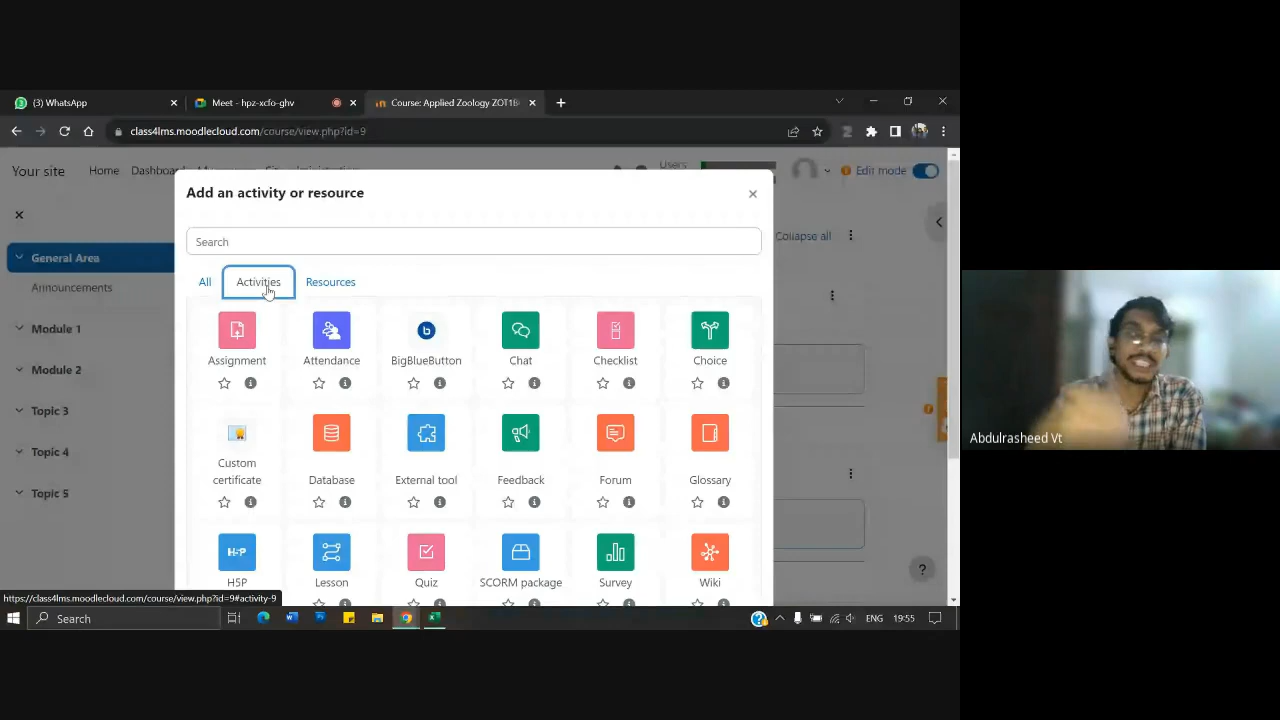 (3) WhatsApp
Meet - hpz-xcfo-ghv
Course: Applied Zoology ZOT1B
class4lms.moodlecloud.com/course/view.php?id=9
Your site
Home
Users
Edit mode
Add an activity or resource
Search
Collapse all
All
Activities
Resources
General Area
Announcements
Module 1
Module 2
Topic 3
Topic 4
Topic 5
Assignment
Attendance
BigBlueButton
Chat
Checklist
Choice
Custom
certificate
Database
External tool
Feedback
Forum
Glossary
H5P
H5P
Lesson
Quiz
SCORM package
Survey
Wiki
Abdulrasheed Vt
https://class4lms.moodlecloud.com/course/view.php?id=9#activity-9
Search
ENG
19:55